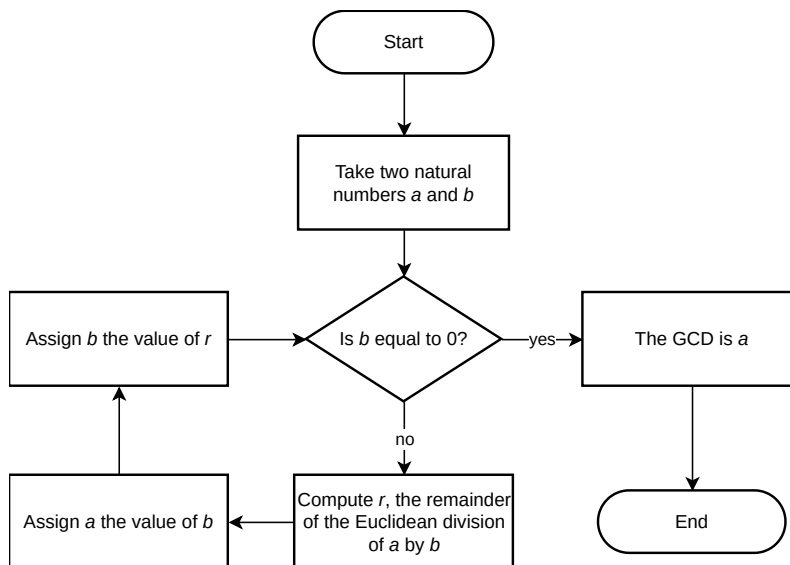 Start
Take two natural
numbers a and b
Assign b the value of r
Is b equal to 0?
yes
The GCD is a
no
Assign a the value of b
Compute r, the remainder
of the Euclidean division
of a by b
End